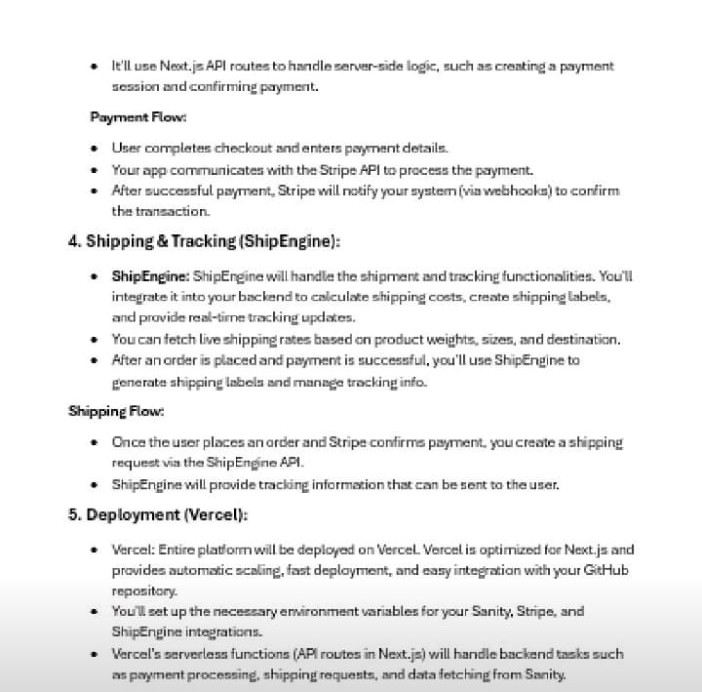 • It'll use Next.js API routes to handle server-side logic, such as creating a payment
session and confirming payment.
Payment Flow:
• User completes checkout and enters payment details.
• Your app communicates with the Stripe API to process the payment.
• After successful payment, Stripe will notify your system (via webhooks) to confirm
the transaction.
4. Shipping & Tracking (ShipEngine):
• ShipEngine: ShipEngine will handle the shipment and tracking functionalities. You'll
integrate it into your backend to calculate shipping costs, create shipping labels,
and provide real-time tracking updates.
• You can fetch live shipping rates based on product weights, sizes, and destination.
• After an order is placed and payment is successful, you'll use ShipEngine to
generate shipping labels and manage tracking info.
Shipping Flow:
• Once the user places an order and Stripe confirms payment, you create a shipping
request via the ShipEngine API.
• ShipEngine will provide tracking information that can be sent to the user.
5. Deployment (Vercel):
• Vercel: Entire platform will be deployed on Vercel. Vercel is optimized for Next.js and
provides automatic scaling, fast deployment, and easy integration with your GitHub
repository.
• You'll set up the necessary environment variables for your Sanity, Stripe, and
ShipEngine integrations.
• Vercel's serverless functions (API routes in Next.js) will handle backend tasks such
as payment processing, shipping requests, and data fetching from Sanity.